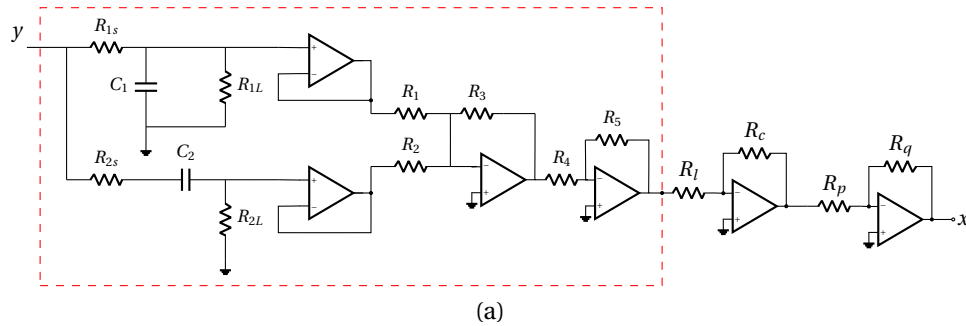 y
R1s
C1
R1L
+
−
R1
R3
R2
R2s
C2
R2L
+
−
−
+
R4
R5
−
+
Rl
Rc
−
+
Rp
Rq
−
+
x
(a)